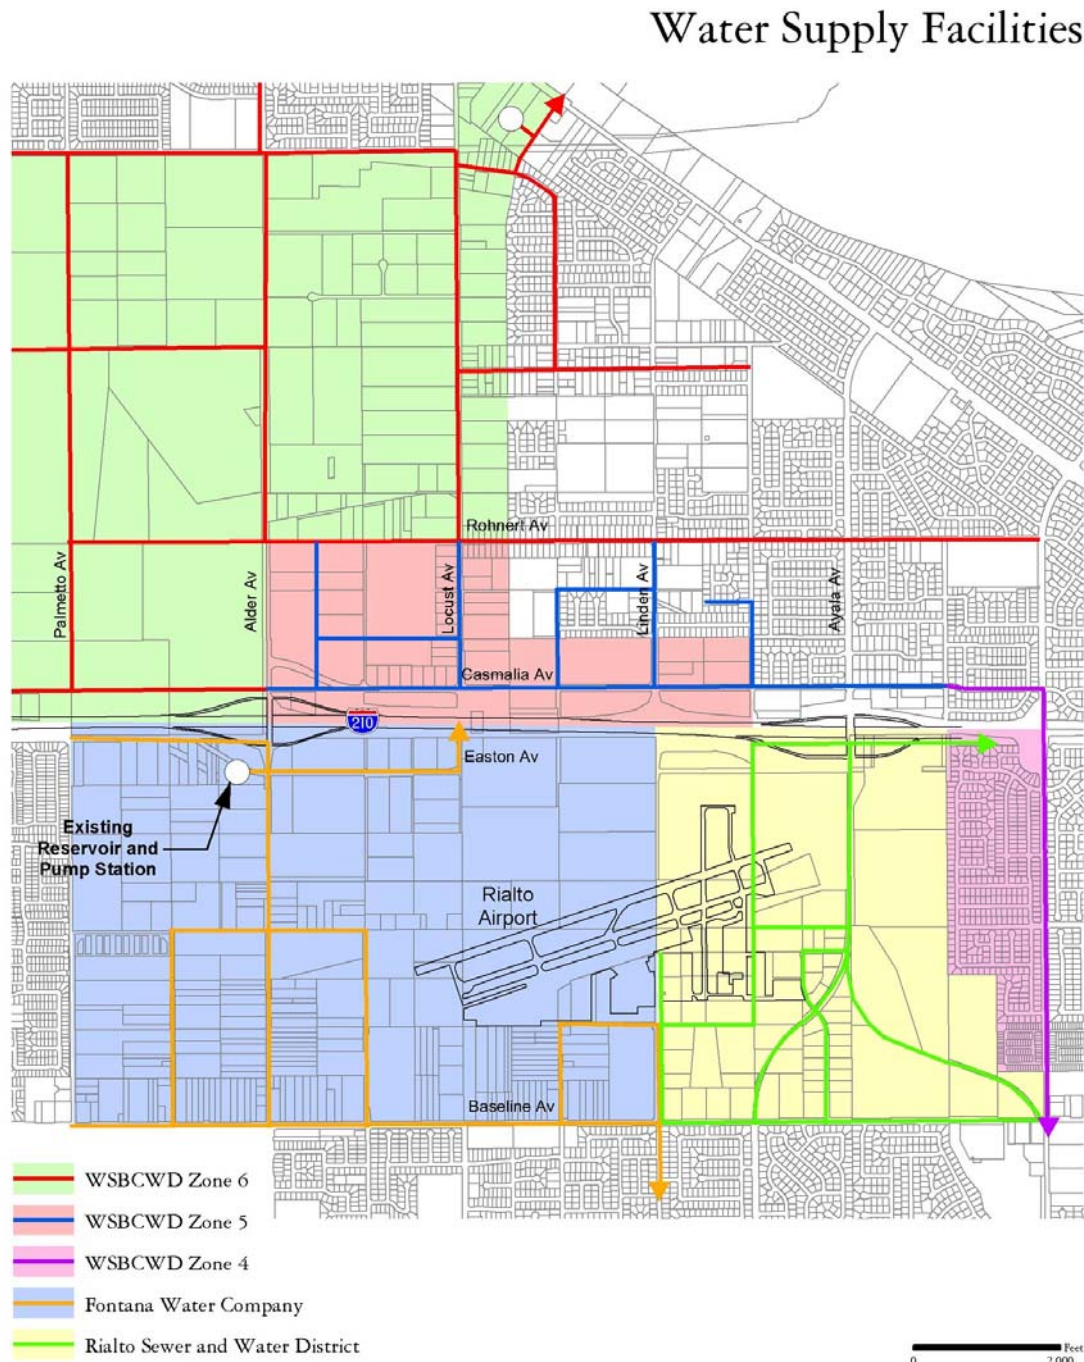 Water Supply Facilities
Rohnert Av
Palmetto Av
Alder Av
Locust Av
Linden Av
Ayala Av
Casmalia Av
210
Easton Av
Existing
Reservoir and
Pump Station
Rialto
Airport
Baseline Av
WSBCWD Zone 6
WSBCWD Zone 5
WSBCWD Zone 4
Fontana Water Company
Rialto Sewer and Water District
Feet
0 2,000